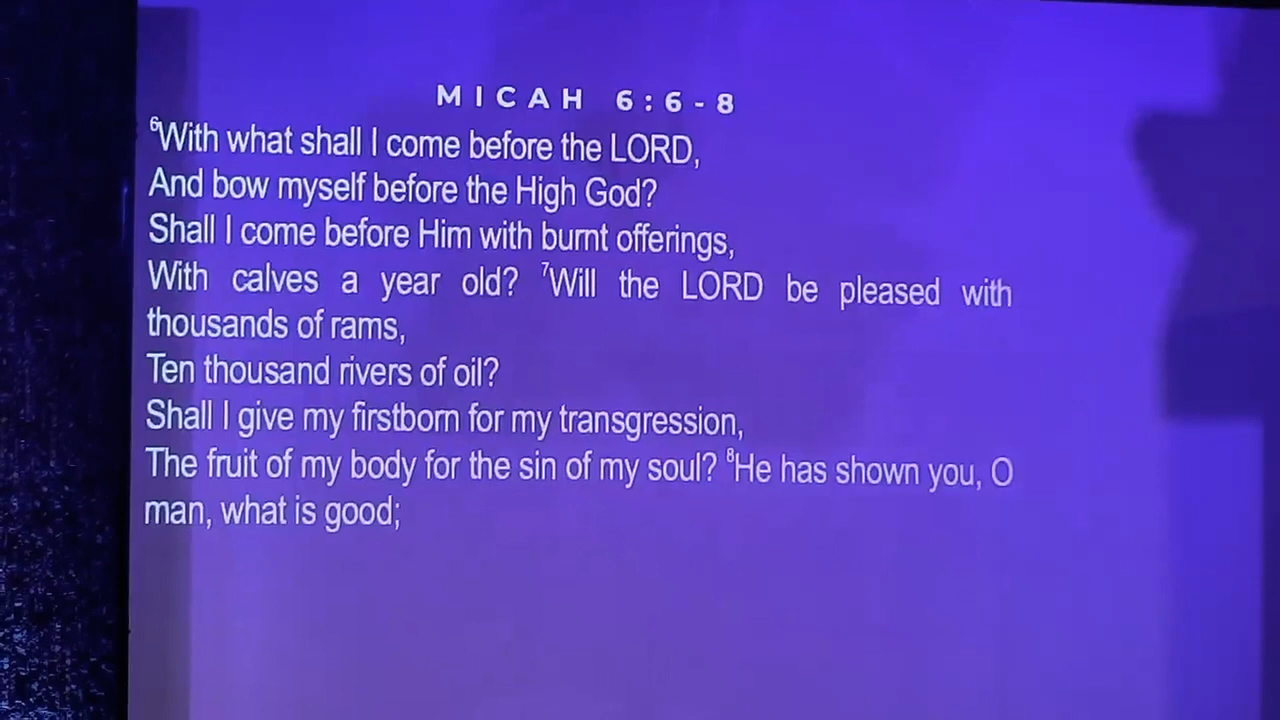 MICAH 6:6-8
⁶With what shall I come before the LORD,
And bow myself before the High God?
Shall I come before Him with burnt offerings,
With calves a year old? ⁷Will the LORD be pleased with
thousands of rams,
Ten thousand rivers of oil?
Shall I give my firstborn for my transgression,
The fruit of my body for the sin of my soul? ⁸He has shown you, O
man, what is good;